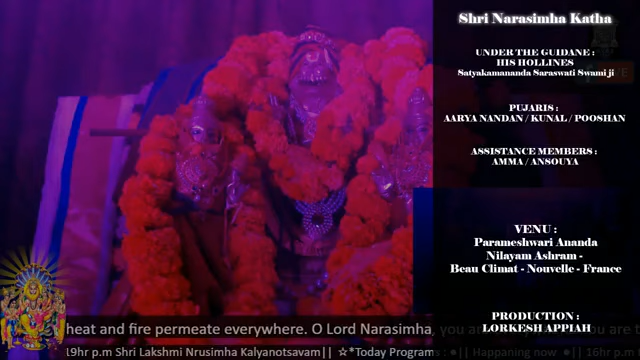 Shri Narasimha Katha
UNDER THE GUIDANE :
HIS HOLLINES
Satyakamananda Saraswati Swami ji
PUJARIS :
AARYA NANDAN / KUNAL / POOSHAN
ASSISTANCE MEMBERS :
AMMA / ANSOUYA
VENU :
Parameshwari Ananda
Nilayam Ashram -
Beau Climat - Nouvelle - France
PRODUCTION :
LORKESH APPIAH
heat and fire permeate everywhere. O Lord Narasimha, you are
19hr p.m Shri Lakshmi Nrusimha Kalyanotsavam|| ☆*Today Programs : ●|| Happaning now ●|| 16hr p.m